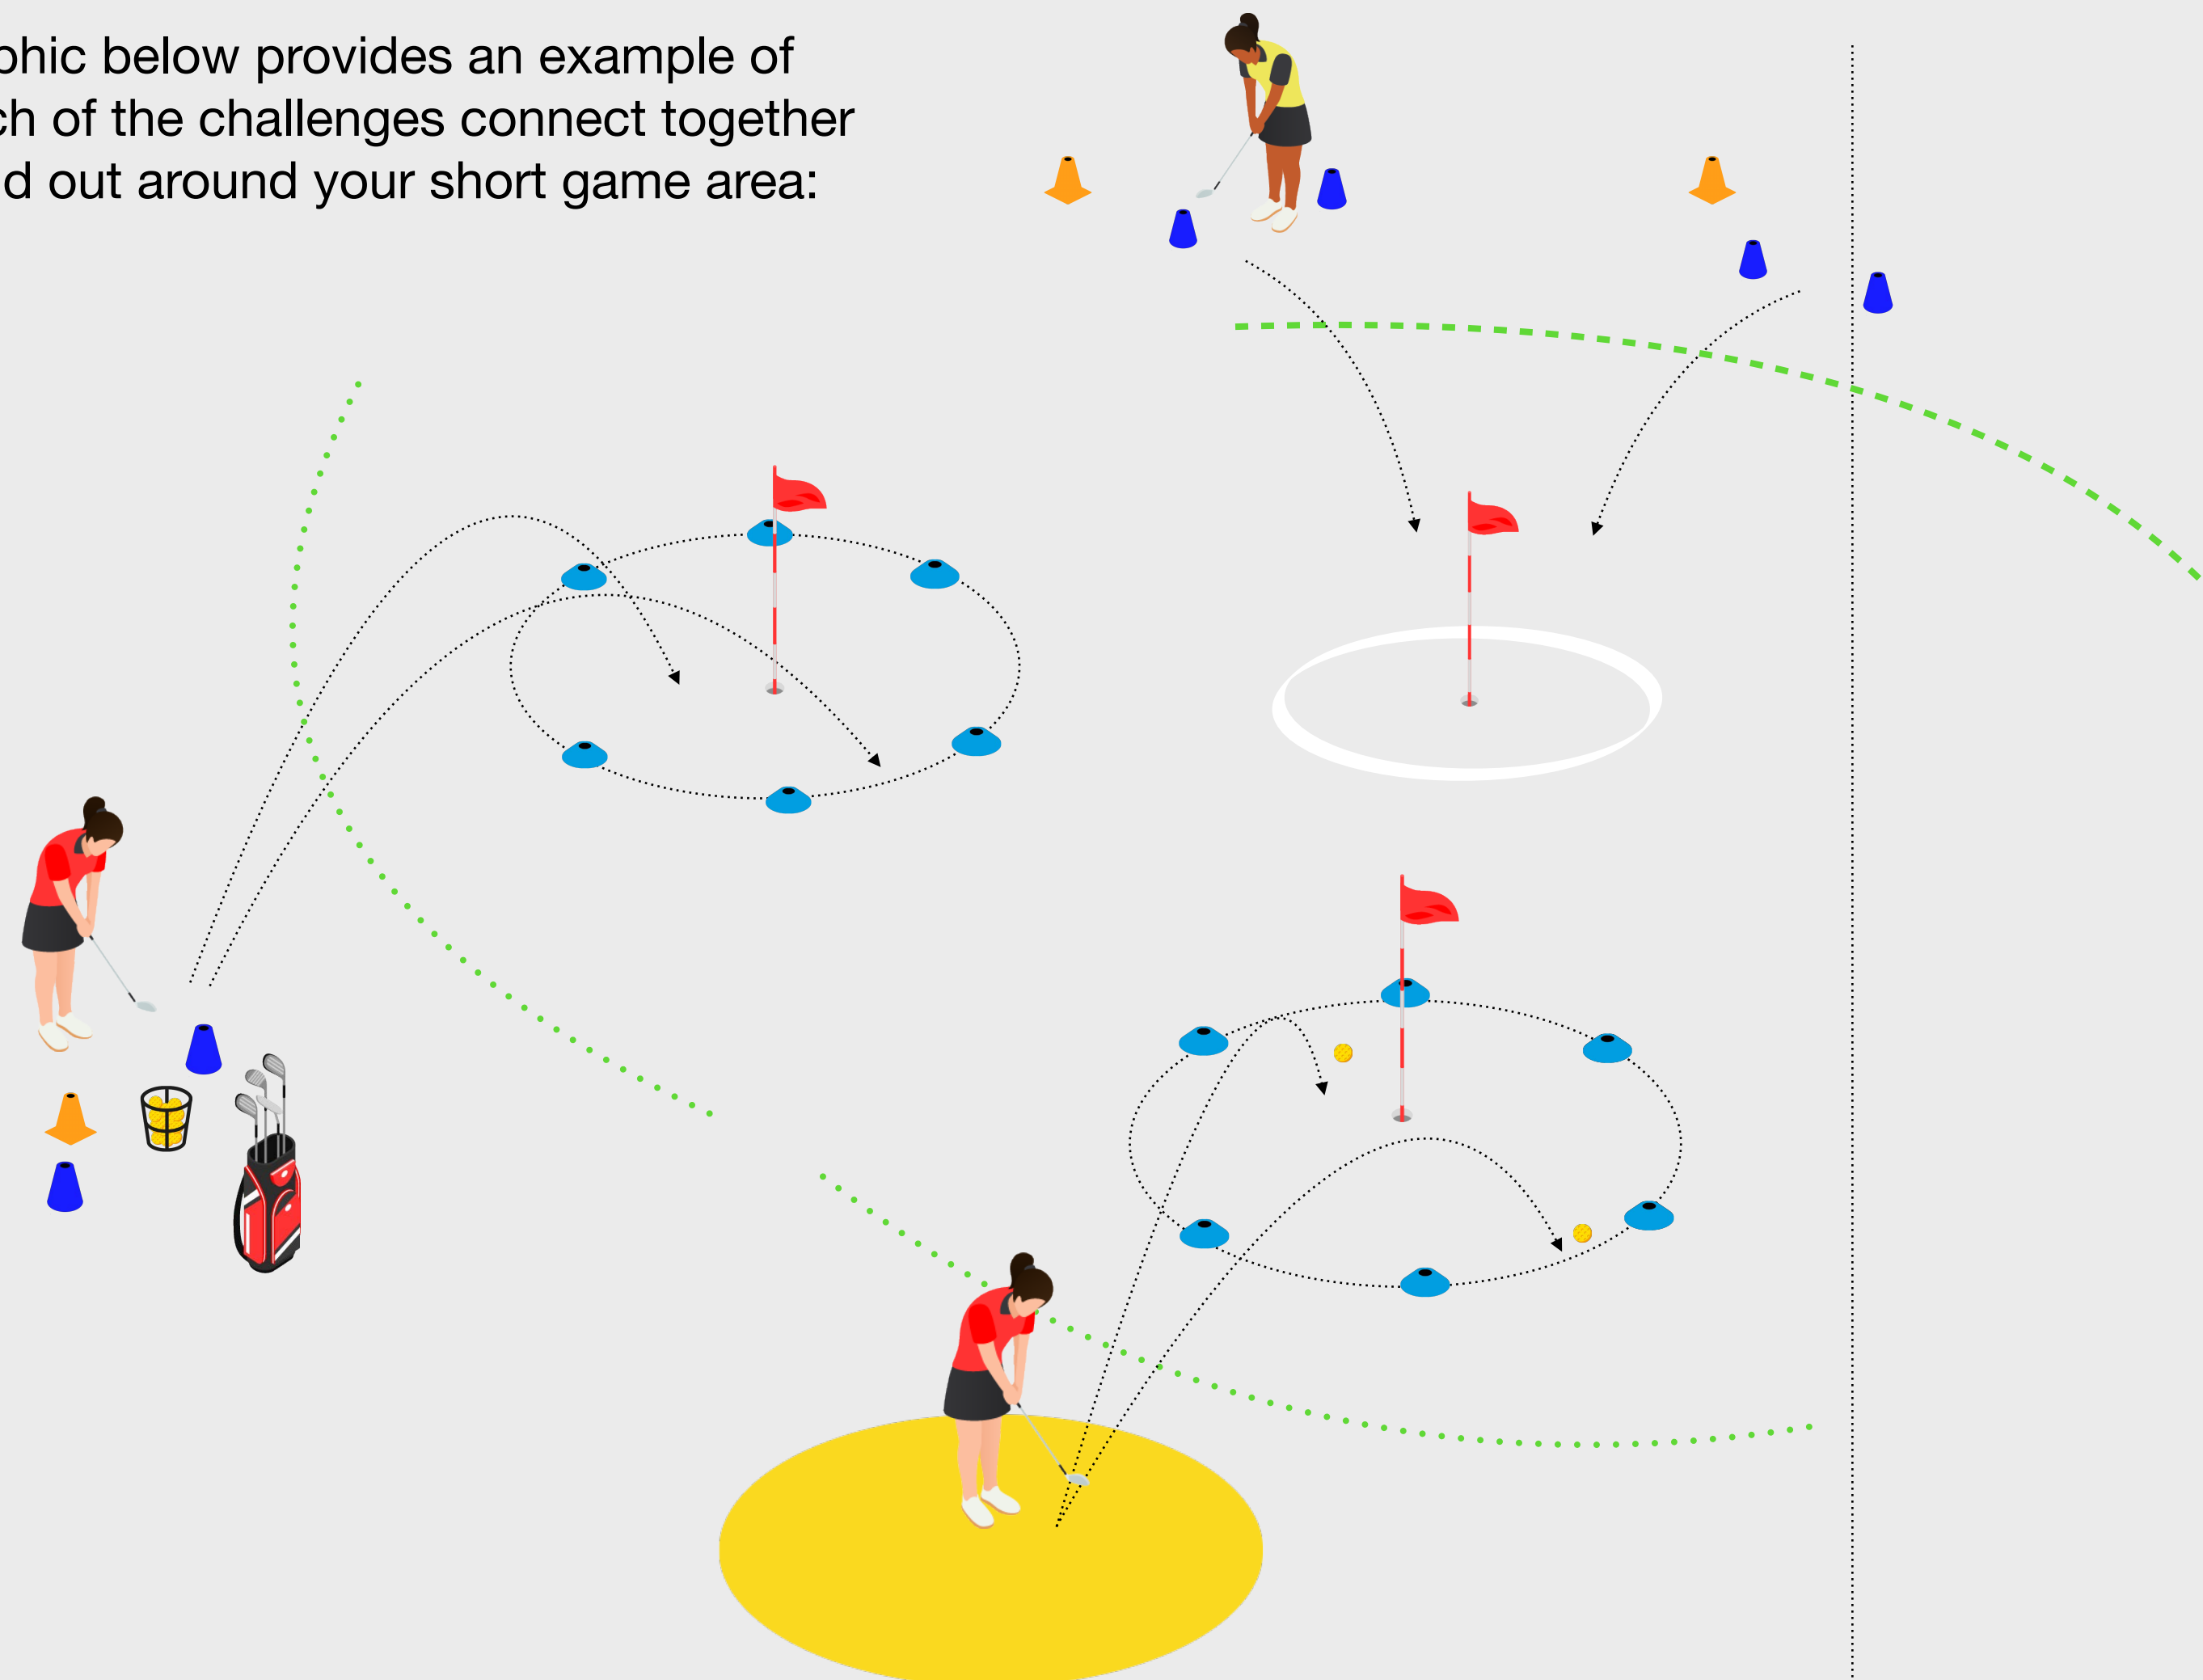 phic below provides an example of
ch of the challenges connect together
d out around your short game area: